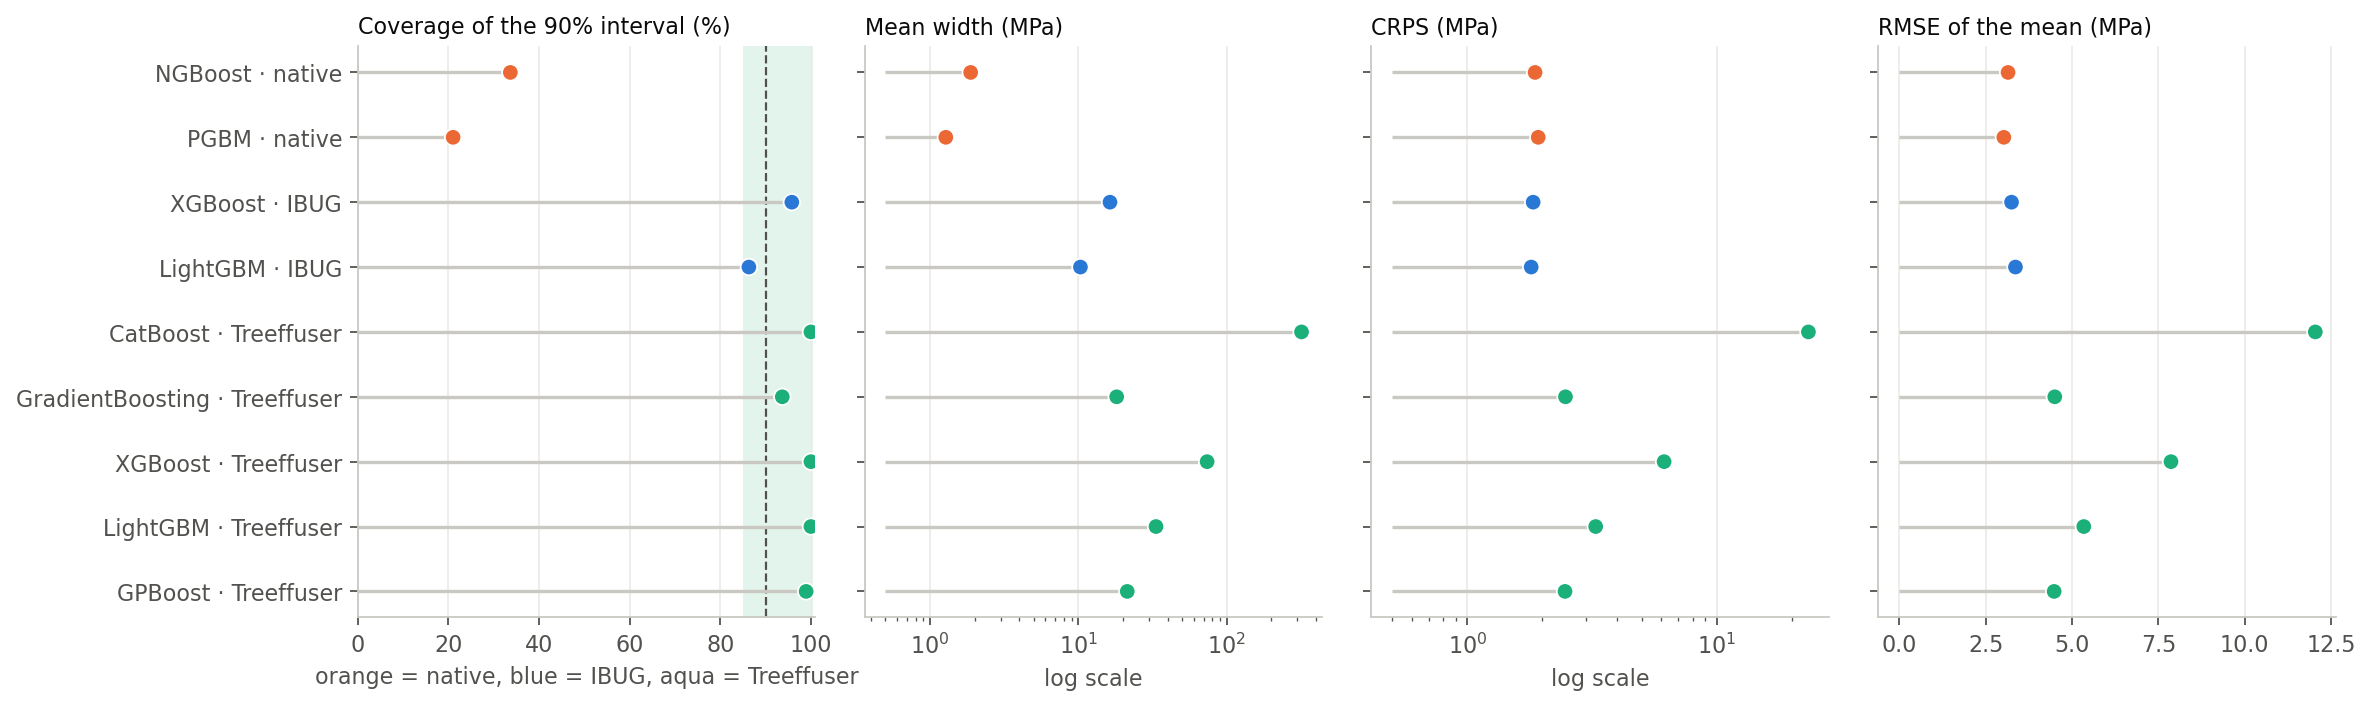 Coverage of the 90% interval (%)
Mean width (MPa)
CRPS (MPa)
RMSE of the mean (MPa)
NGBoost · native
PGBM · native
XGBoost · IBUG
LightGBM · IBUG
CatBoost · Treeffuser
GradientBoosting · Treeffuser
XGBoost · Treeffuser
LightGBM · Treeffuser
GPBoost · Treeffuser
0 20 40 60 80 100
10⁰ 10¹ 10²
10⁰ 10¹
0.0 2.5 5.0 7.5 10.0 12.5
orange = native, blue = IBUG, aqua = Treeffuser
log scale
log scale